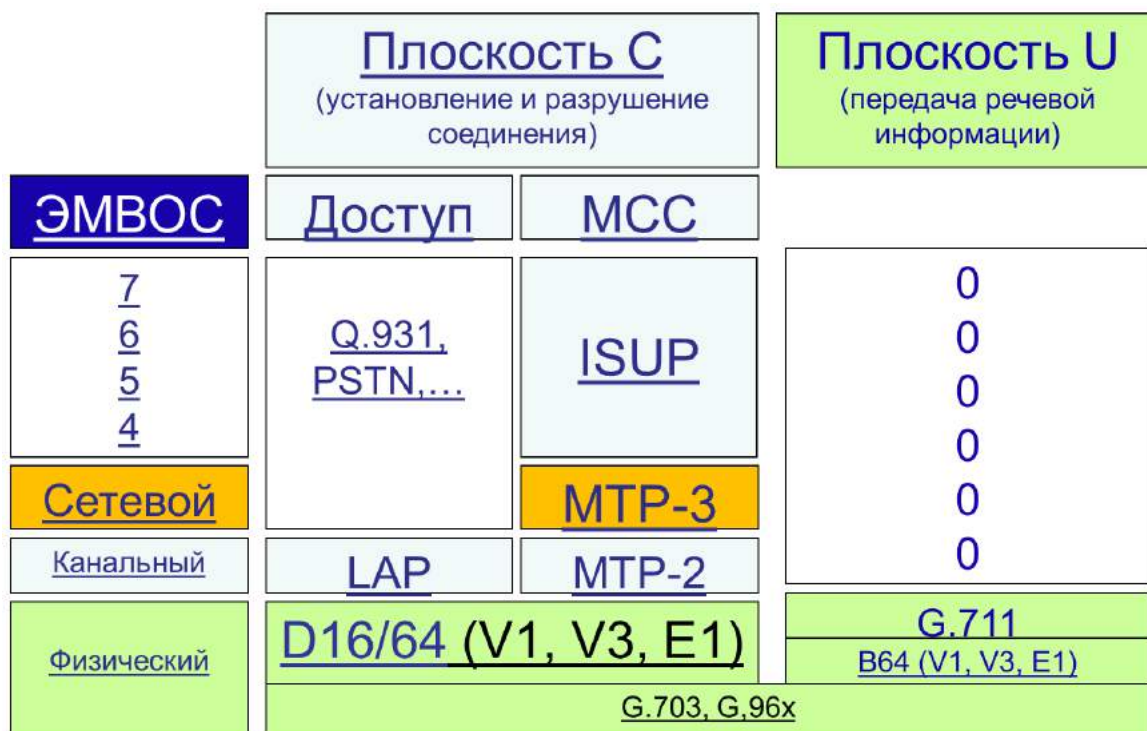 Плоскость С
(установление и разрушение
соединения)
Плоскость U
(передача речевой
информации)
ЭМВОС
Доступ
МСС
7
6
5
4
Q.931,
PSTN,...
ISUP
0
0
0
0
0
0
Сетевой
МТР-3
Канальный
LAP
МТР-2
Физический
D16/64 (V1, V3, E1)
G.711
B64 (V1, V3, E1)
G.703, G,96x